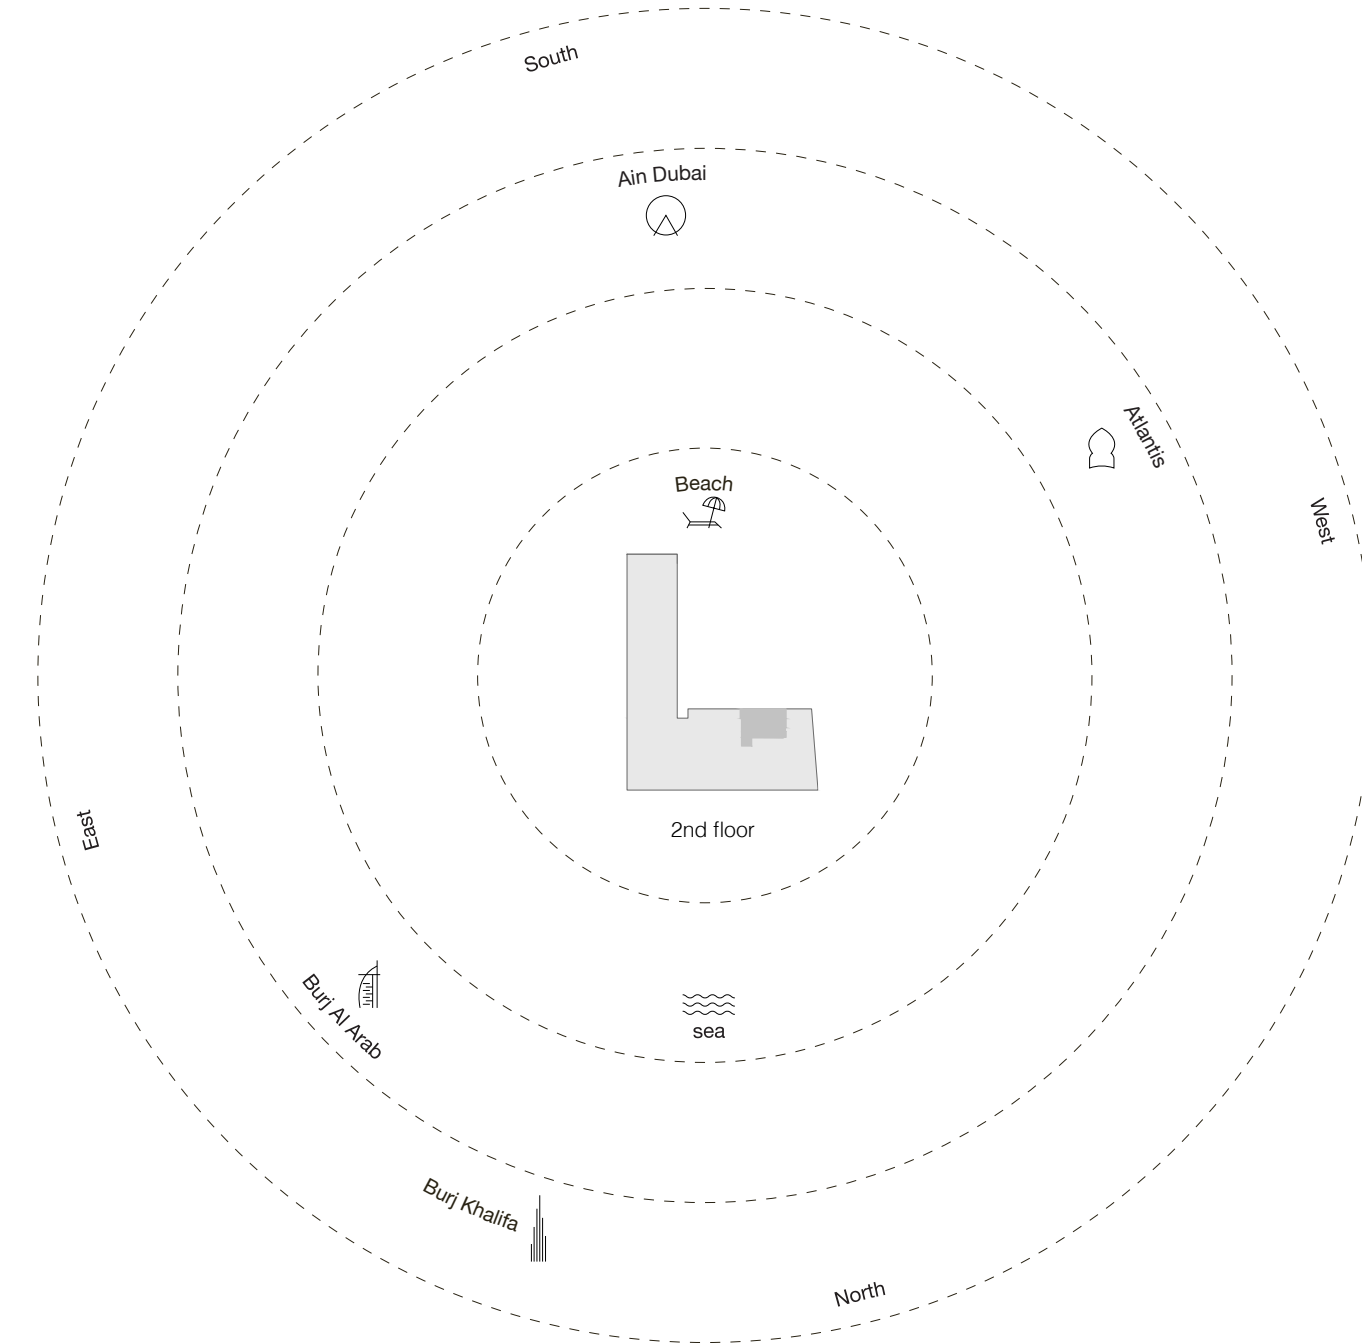 South
Ain Dubai
Atlantis
Beach
West
2nd floor
East
Burj Al Arab
sea
Burj Khalifa
North